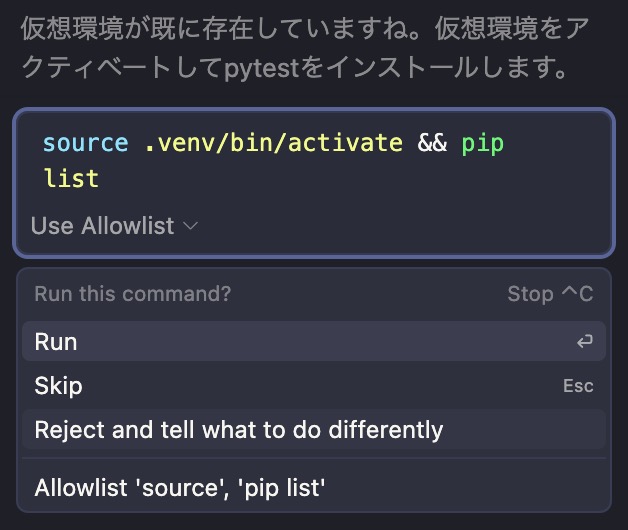 仮想環境が既に存在していますね。仮想環境をア
クティベートしてpytestをインストールします。
source .venv/bin/activate && pip
list
Use Allowlist
Run this command? Stop ^C
Run ⏎
Skip Esc
Reject and tell what to do differently
Allowlist 'source', 'pip list'